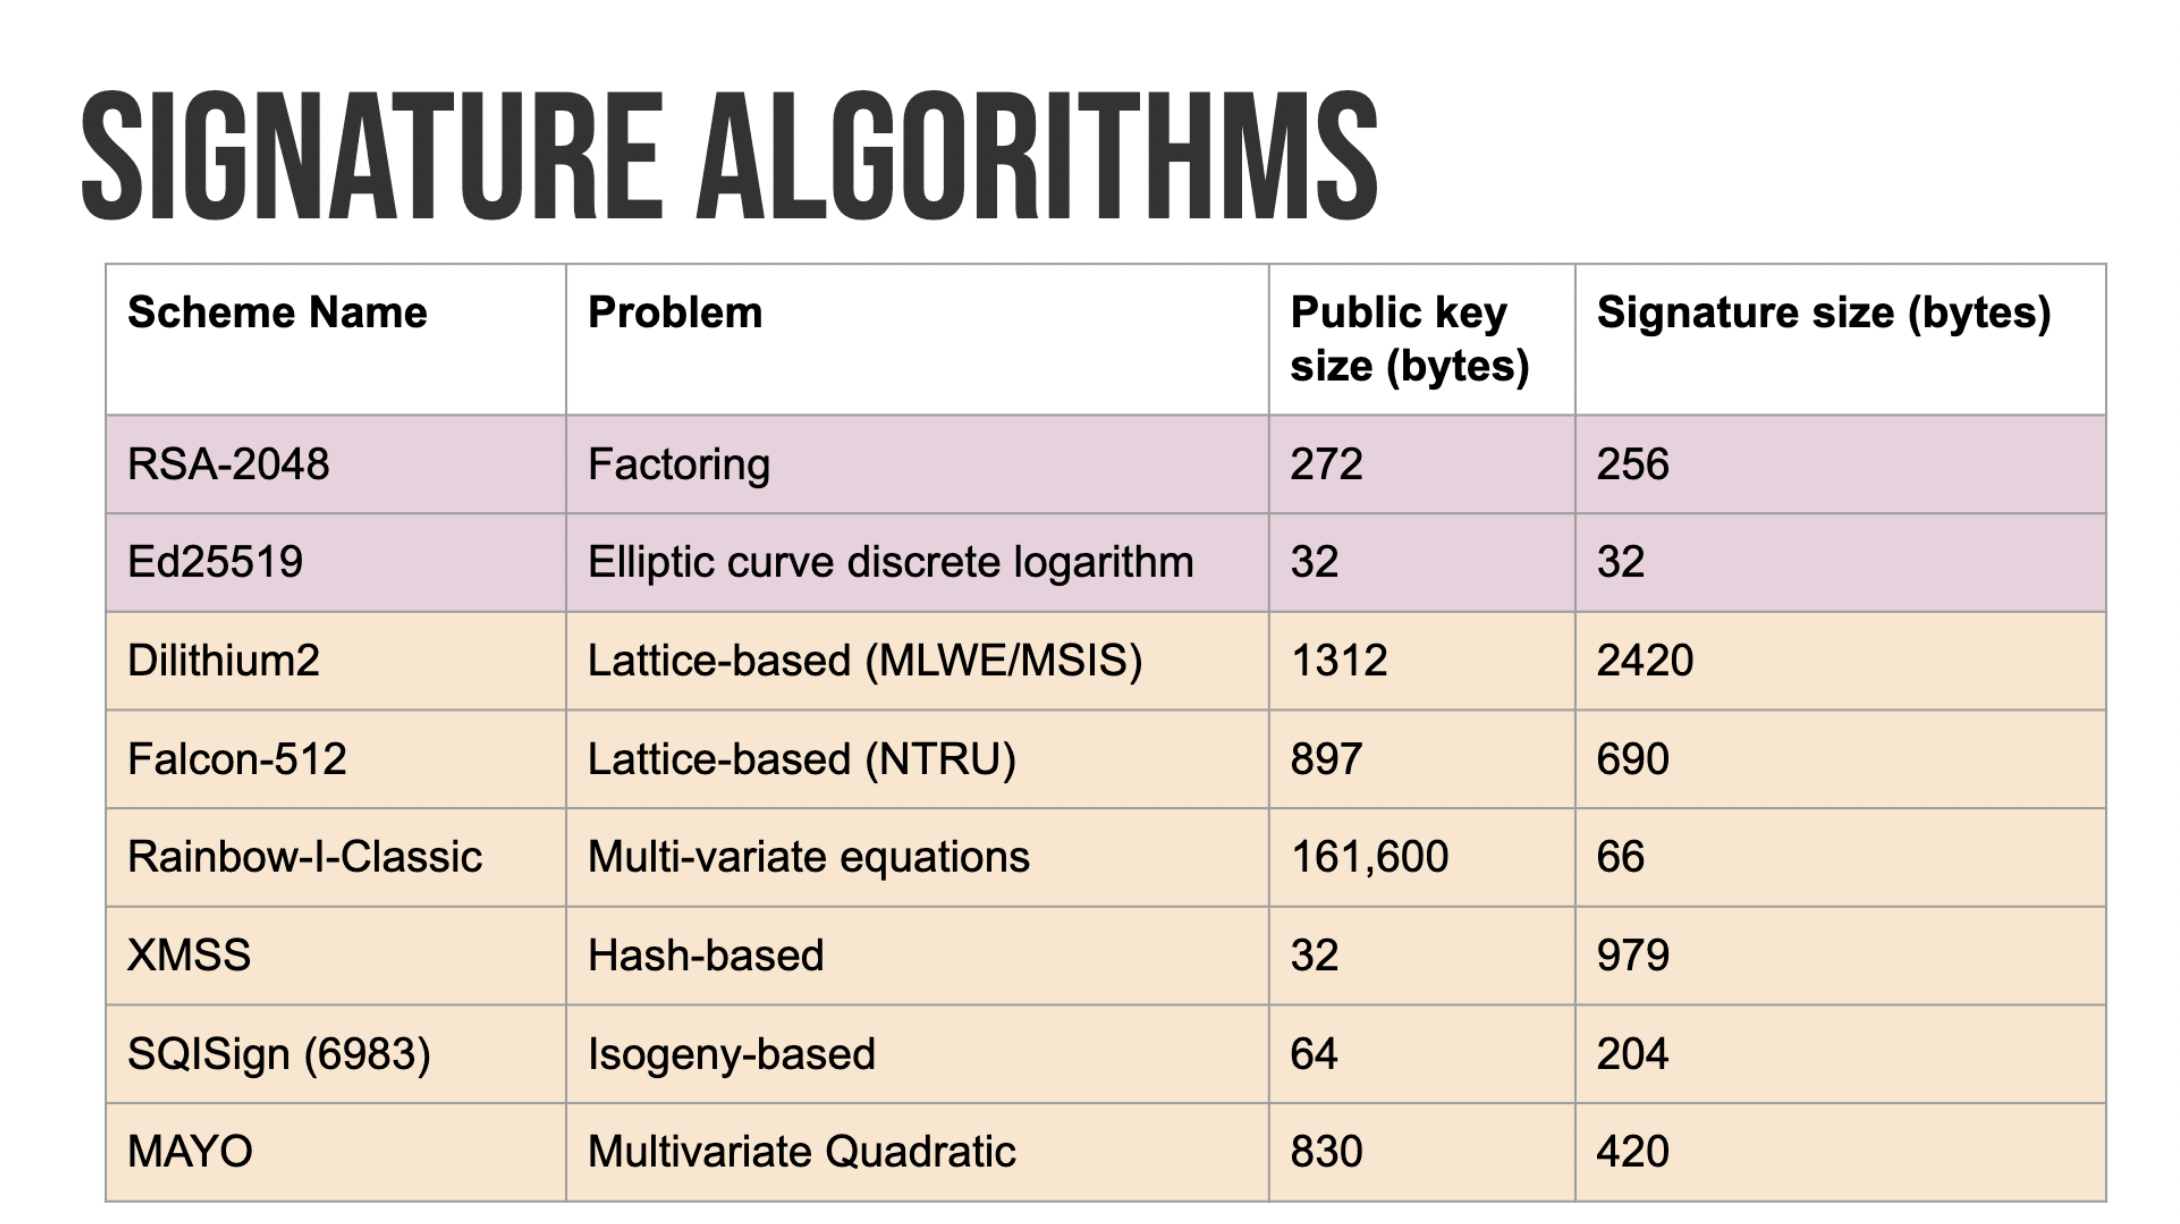 SIGNATURE ALGORITHMS
Scheme Name Problem Public key size (bytes) Signature size (bytes)
RSA-2048 Factoring 272 256
Ed25519 Elliptic curve discrete logarithm 32 32
Dilithium2 Lattice-based (MLWE/MSIS) 1312 2420
Falcon-512 Lattice-based (NTRU) 897 690
Rainbow-I-Classic Multi-variate equations 161,600 66
XMSS Hash-based 32 979
SQISign (6983) Isogeny-based 64 204
MAYO Multivariate Quadratic 830 420